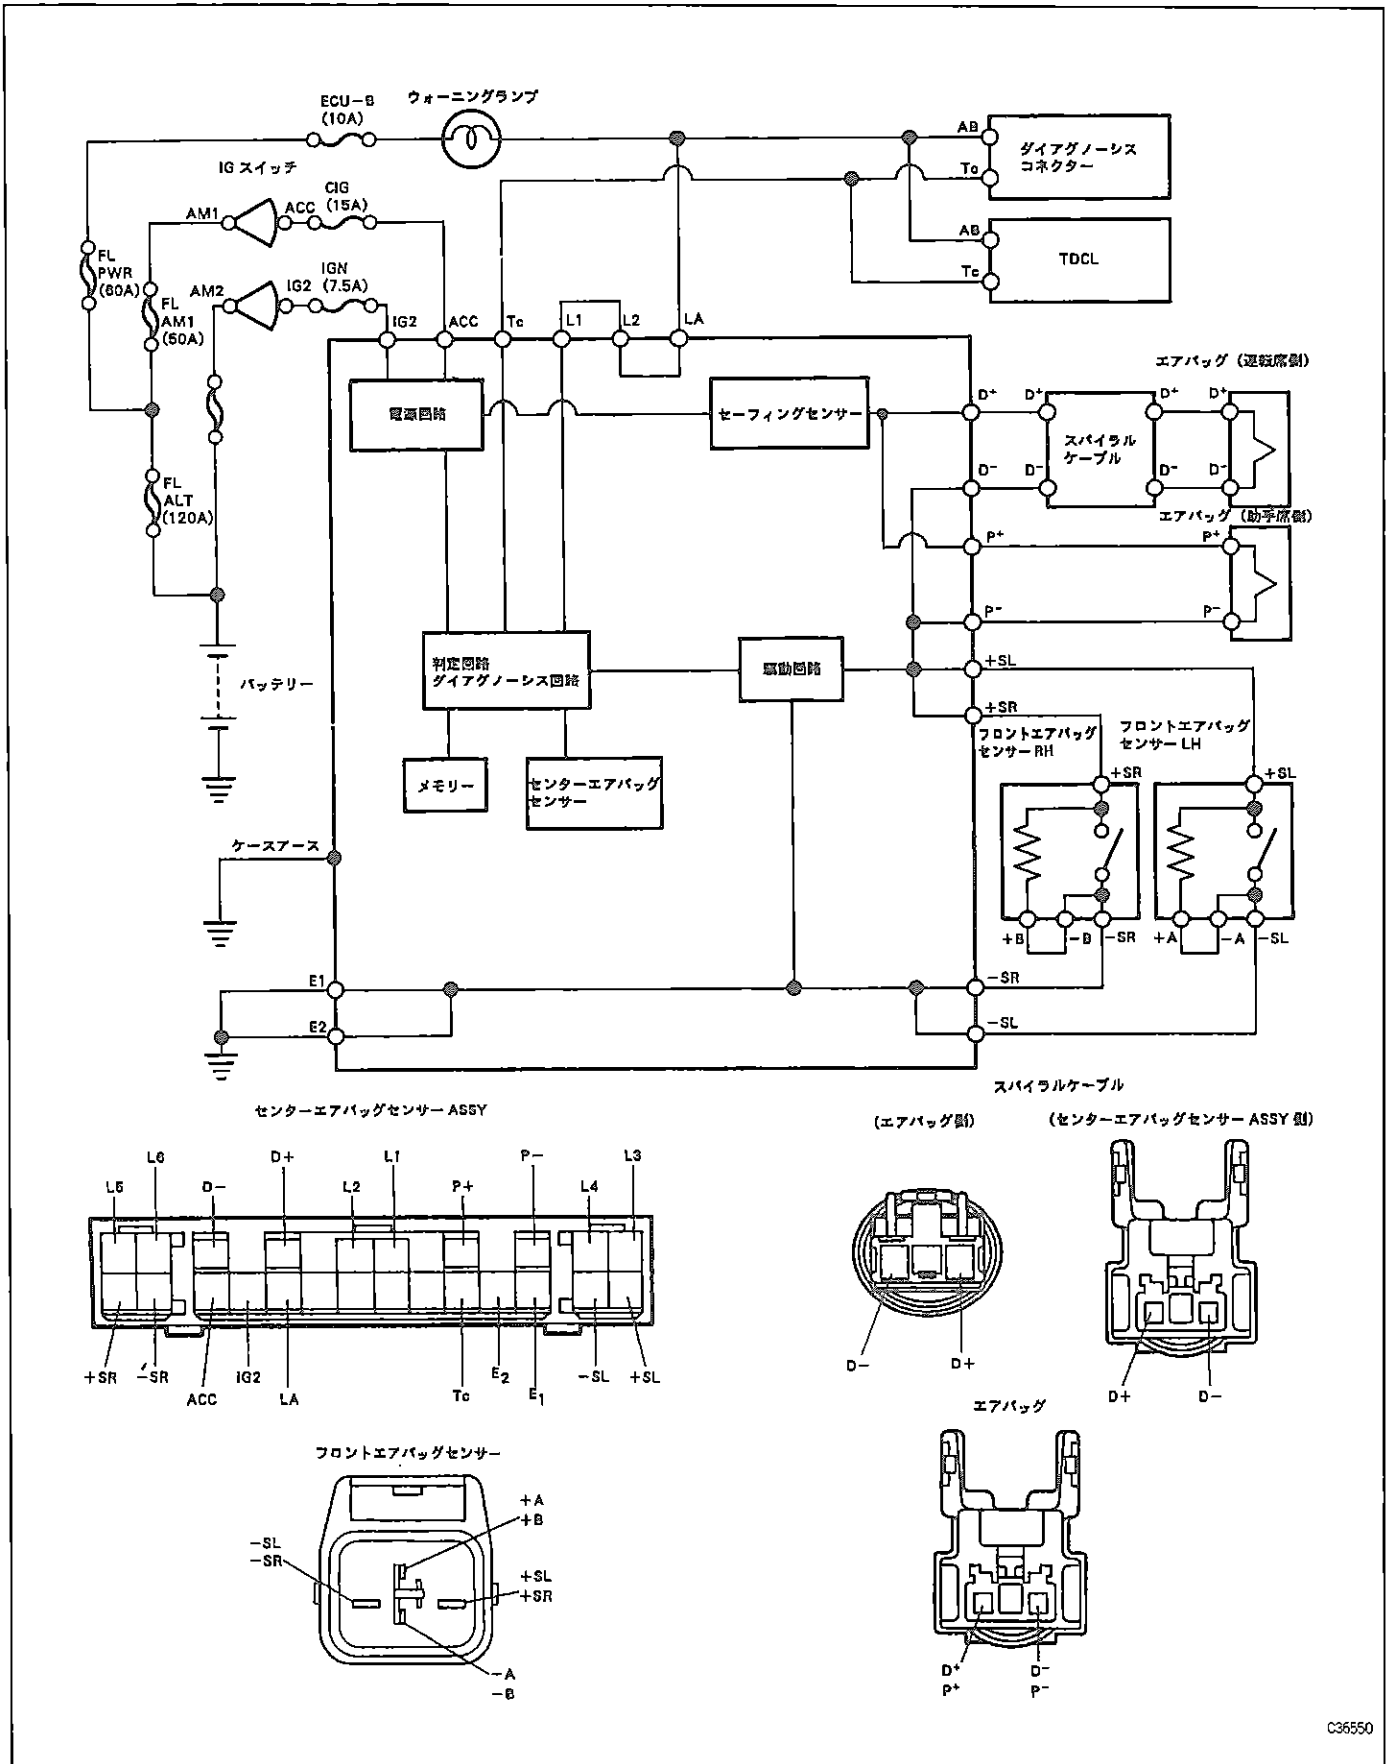 ECU-B
(10A)
ウォーニングランプ
IG スイッチ
AM1
ACC
CIG
(15A)
AM2
IG2
IGN
(7.5A)
FL
PWR
(60A)
FL
AM1
(50A)
FL
ALT
(120A)
バッテリー
ケースアース
AB
Tc
ダイアグノーシス
コネクター
AB
Tc
TDCL
IG2
ACC
Tc
L1
L2
LA
電源回路
セーフィングセンサー
判定回路
ダイアグノーシス回路
駆動回路
メモリー
センターエアバッグ
センサー
E1
E2
エアバッグ (運転席側)
D+
D+
D+
D+
スパイラル
ケーブル
D-
D-
D-
D-
エアバッグ (助手席側)
P+
P+
P-
P-
+SL
+SR
フロントエアバッグ
センサー RH
フロントエアバッグ
センサー LH
+SR
+SL
+B
-B
-SR
+A
-A
-SL
-SR
-SL
センターエアバッグセンサー ASSY
L5
L6
D-
D+
L2
L1
P+
P-
L4
L3
+SR
-SR
ACC
IG2
LA
Tc
E2
E1
-SL
+SL
スパイラルケーブル
(エアバッグ側)
(センターエアバッグセンサー ASSY 側)
D-
D+
D+
D-
フロントエアバッグセンサー
+A
+B
-SL
-SR
+SL
+SR
-A
-B
エアバッグ
D+
P+
D-
P-
C36550